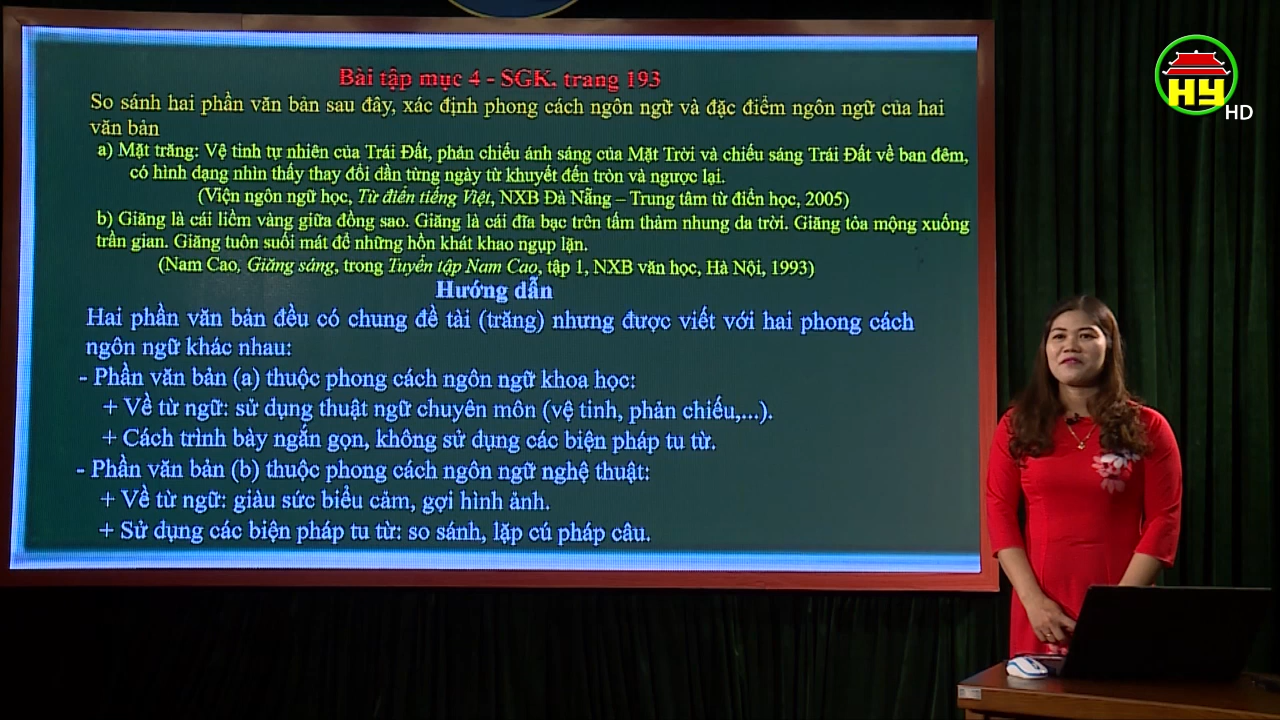 Bài tập mục 4 - SGK. trang 193
So sánh hai phần văn bản sau đây, xác định phong cách ngôn ngữ và đặc điểm ngôn ngữ của hai
văn bản
a) Mặt trăng: Vệ tinh tự nhiên của Trái Đất, phản chiếu ánh sáng của Mặt Trời và chiếu sáng Trái Đất về ban đêm,
có hình dạng nhìn thấy thay đổi dần từng ngày từ khuyết đến tròn và ngược lại.
(Viện ngôn ngữ học, Từ điển tiếng Việt, NXB Đà Nẵng – Trung tâm từ điển học, 2005)
b) Giăng là cái liềm vàng giữa đồng sao. Giăng là cái đĩa bạc trên tấm thảm nhung da trời. Giăng tỏa mộng xuống
trần gian. Giăng tuôn suối mát để những hồn khát khao ngụp lặn.
(Nam Cao, Giăng sáng, trong Tuyển tập Nam Cao, tập 1, NXB văn học, Hà Nội, 1993)
Hướng dẫn
Hai phần văn bản đều có chung đề tài (trăng) nhưng được viết với hai phong cách
ngôn ngữ khác nhau:
- Phần văn bản (a) thuộc phong cách ngôn ngữ khoa học:
+ Về từ ngữ: sử dụng thuật ngữ chuyên môn (vệ tinh, phản chiếu,...).
+ Cách trình bày ngắn gọn, không sử dụng các biện pháp tu từ.
- Phần văn bản (b) thuộc phong cách ngôn ngữ nghệ thuật:
+ Về từ ngữ: giàu sức biểu cảm, gợi hình ảnh.
+ Sử dụng các biện pháp tu từ: so sánh, lặp cú pháp câu.
HY
HD